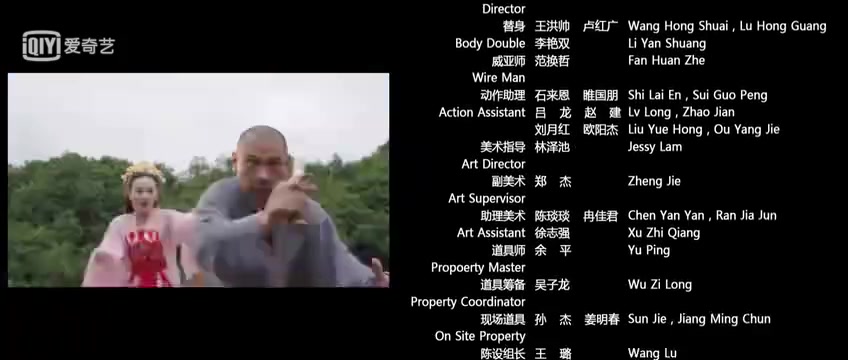 iQIYI 爱奇艺
Director
替身 王洪帅 卢红广 Wang Hong Shuai , Lu Hong Guang
Body Double 李艳双 Li Yan Shuang
威亚师 范换哲 Fan Huan Zhe
Wire Man
动作助理 石来恩 睢国朋 Shi Lai En , Sui Guo Peng
Action Assistant 吕 龙 赵 建 Lv Long , Zhao Jian
刘月红 欧阳杰 Liu Yue Hong , Ou Yang Jie
美术指导 林泽池 Jessy Lam
Art Director
副美术 郑 杰 Zheng Jie
Art Supervisor
助理美术 陈琰琰 冉佳君 Chen Yan Yan , Ran Jia Jun
Art Assistant 徐志强 Xu Zhi Qiang
道具师 余 平 Yu Ping
Propoerty Master
道具筹备 吴子龙 Wu Zi Long
Property Coordinator
现场道具 孙 杰 姜明春 Sun Jie , Jiang Ming Chun
On Site Property
陈设组长 王 璐 Wang Lu